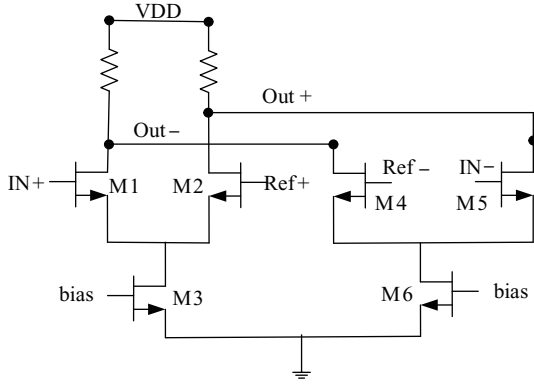 VDD
Out+
Out−
IN+
M1
M2
Ref+
Ref−
M4
IN−
M5
bias
M3
M6
bias